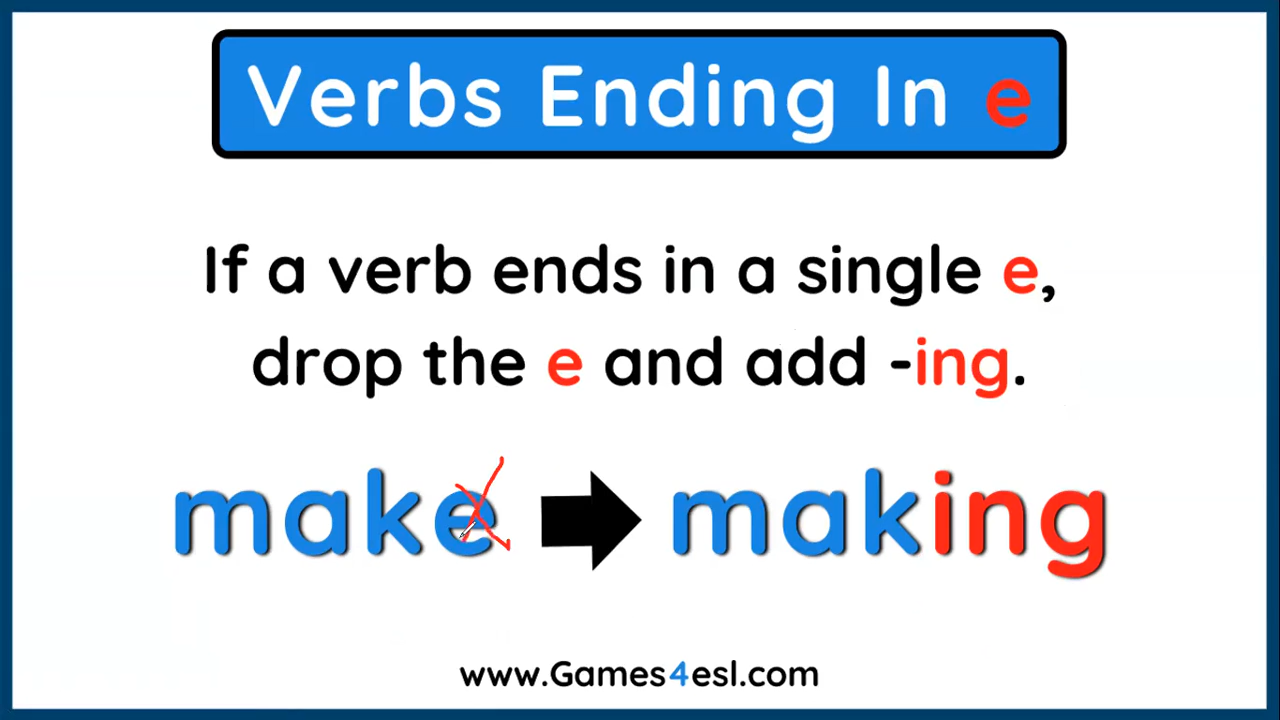 Verbs Ending In e
If a verb ends in a single e,
drop the e and add -ing.
make making
www.Games4esl.com